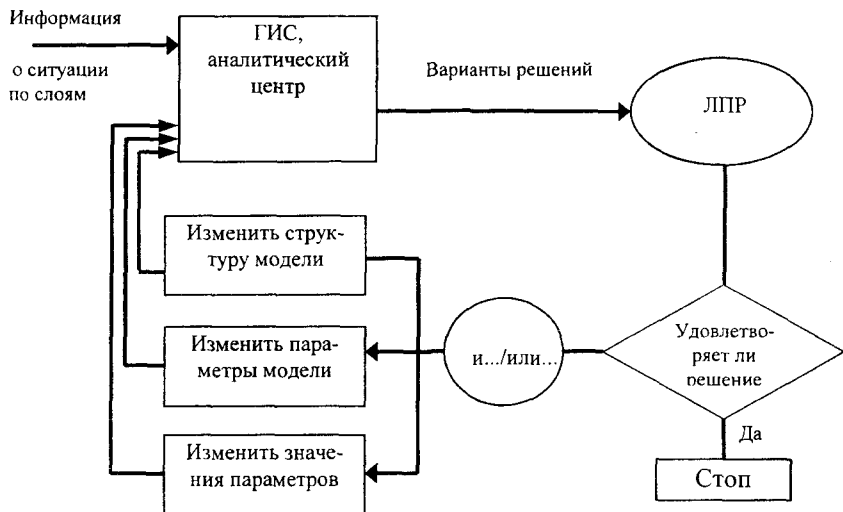 Информация
о ситуации
по слоям
ГИС,
аналитический
центр
Варианты решений
ЛПР
Изменить струк-
туру модели
Изменить пара-
метры модели
Изменить значе-
ния параметров
и.../или...
Удовлетво-
ряет ли
решение
Да
Стоп